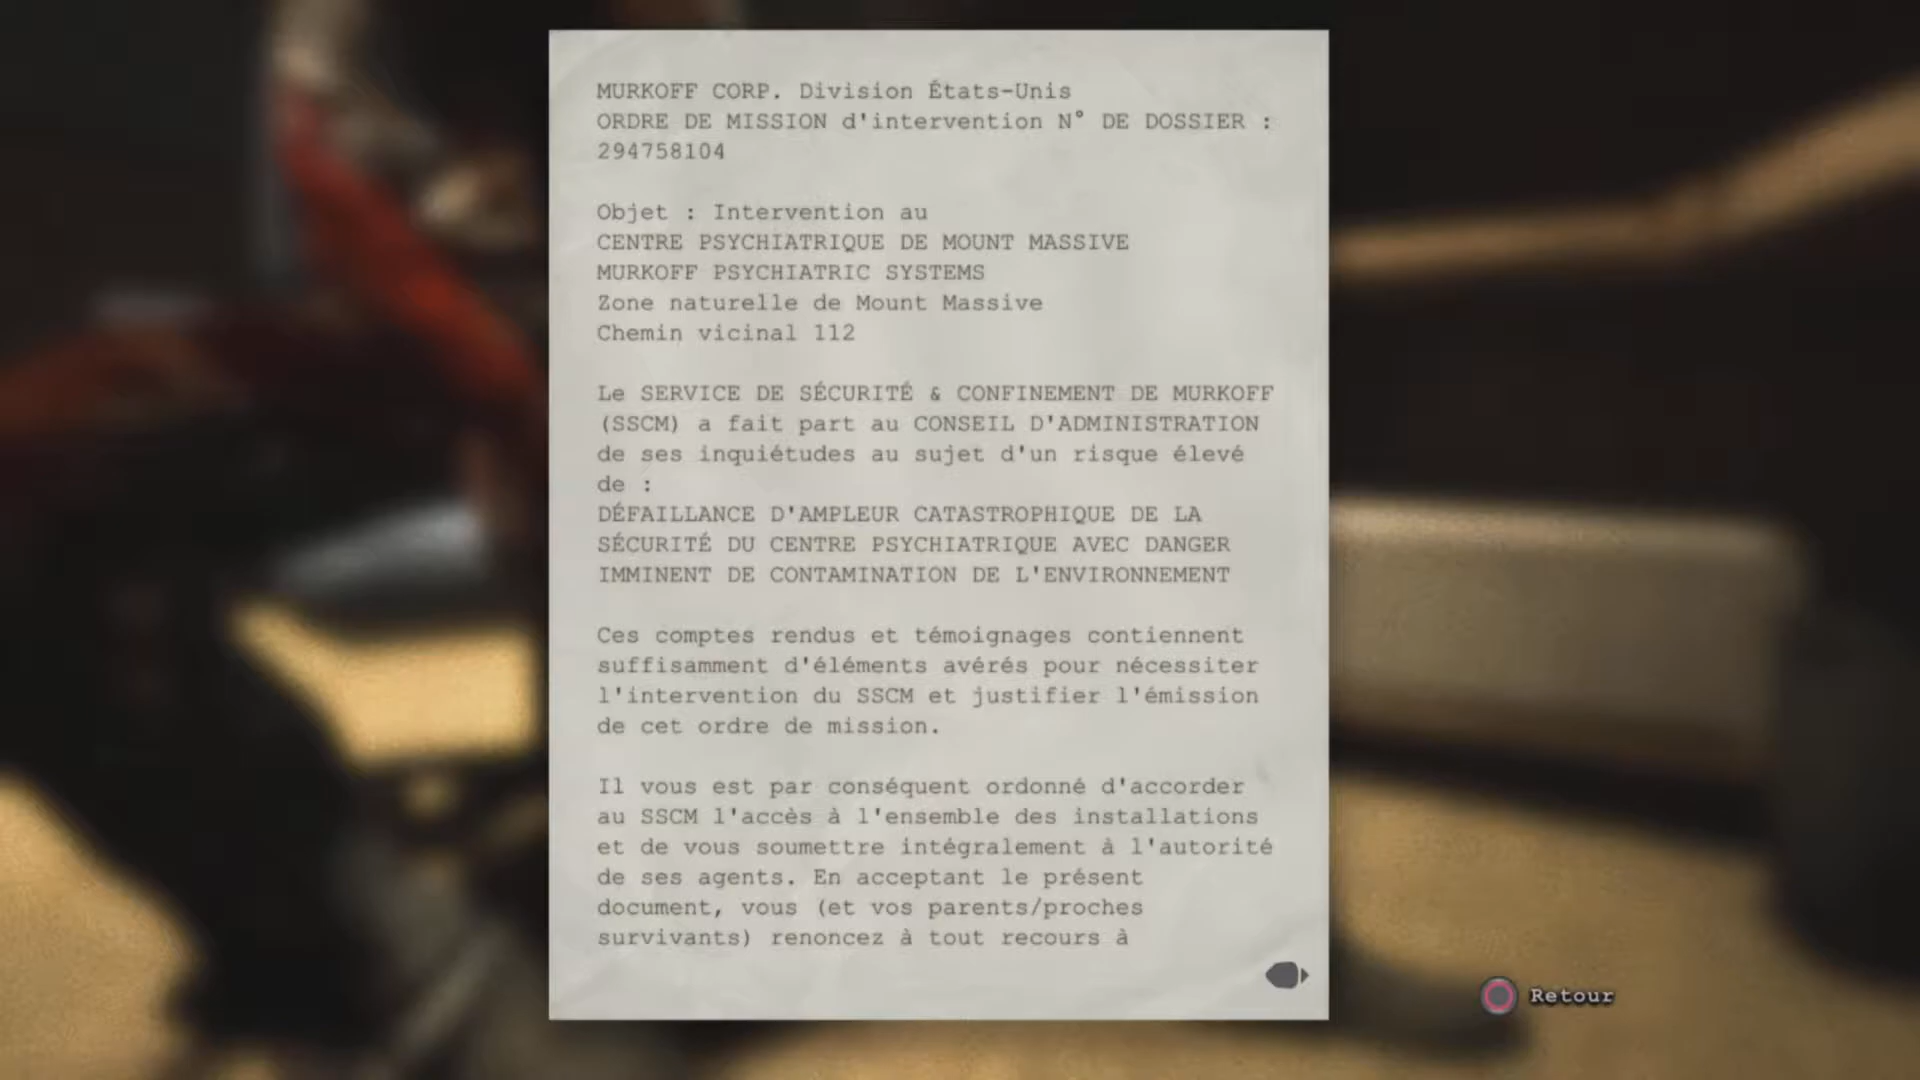 MURKOFF CORP. Division États-Unis
ORDRE DE MISSION d'intervention N° DE DOSSIER :
294758104
Objet : Intervention au
CENTRE PSYCHIATRIQUE DE MOUNT MASSIVE
MURKOFF PSYCHIATRIC SYSTEMS
Zone naturelle de Mount Massive
Chemin vicinal 112
Le SERVICE DE SÉCURITÉ & CONFINEMENT DE MURKOFF
(SSCM) a fait part au CONSEIL D'ADMINISTRATION
de ses inquiétudes au sujet d'un risque élevé
de :
DÉFAILLANCE D'AMPLEUR CATASTROPHIQUE DE LA
SÉCURITÉ DU CENTRE PSYCHIATRIQUE AVEC DANGER
IMMINENT DE CONTAMINATION DE L'ENVIRONNEMENT
Ces comptes rendus et témoignages contiennent
suffisamment d'éléments avérés pour nécessiter
l'intervention du SSCM et justifier l'émission
de cet ordre de mission.
Il vous est par conséquent ordonné d'accorder
au SSCM l'accès à l'ensemble des installations
et de vous soumettre intégralement à l'autorité
de ses agents. En acceptant le présent
document, vous (et vos parents/proches
survivants) renoncez à tout recours à
Retour